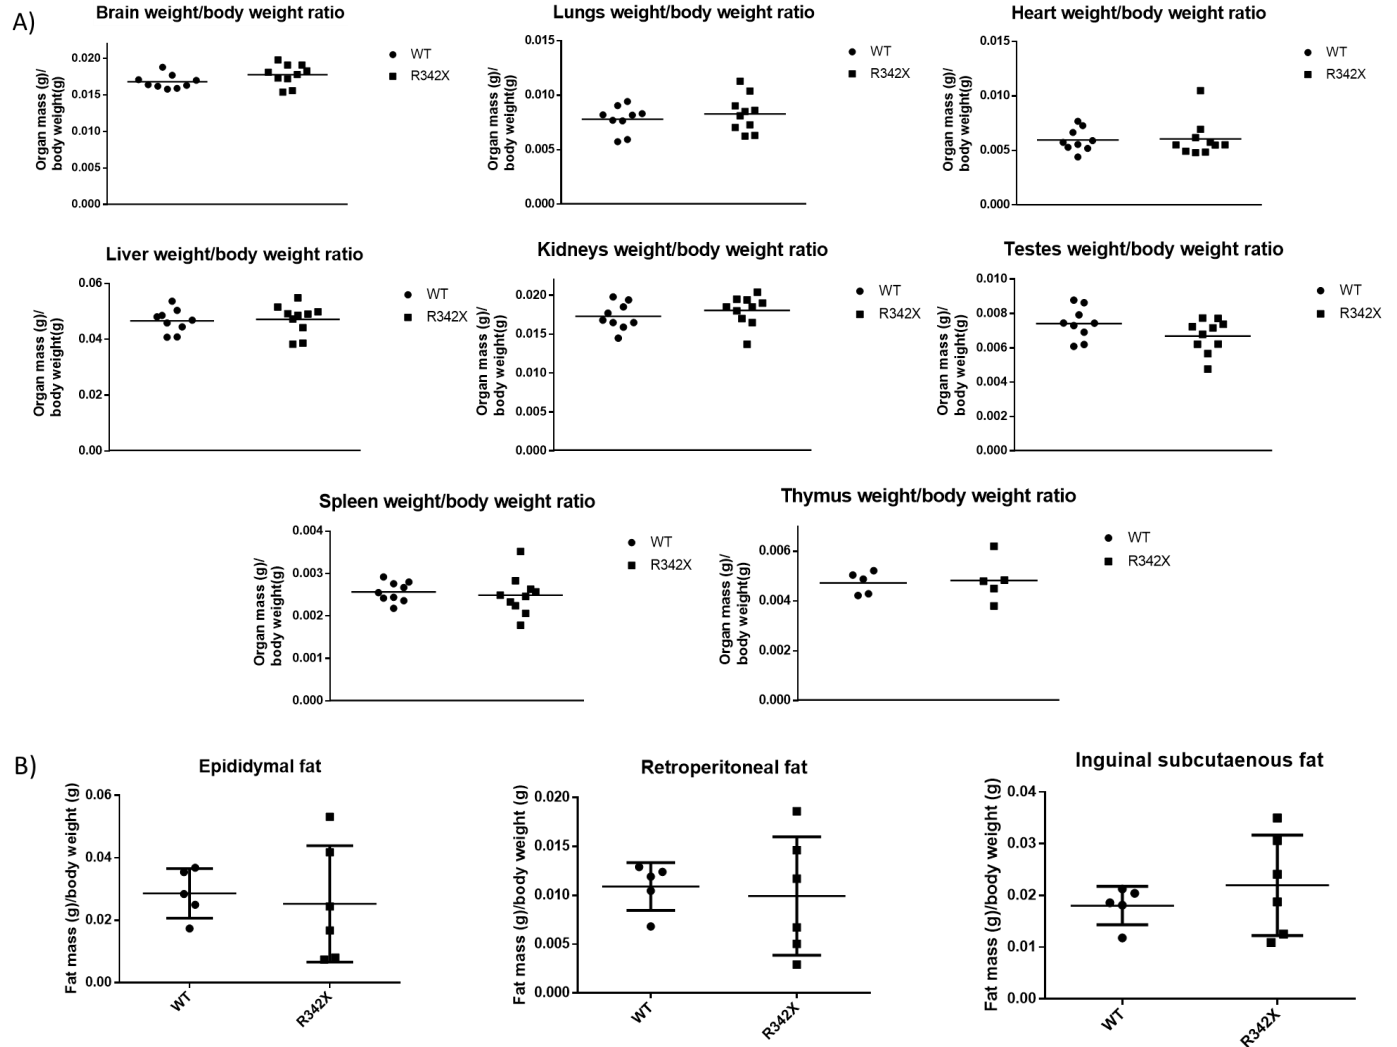 A)
Brain weight/body weight ratio
Organ mass (g)/
body weight(g)
0.020
0.015
0.010
0.005
0.000
WT
R342X
Lungs weight/body weight ratio
Organ mass (g)/
body weight(g)
0.015
0.010
0.005
0.000
WT
R342X
Heart weight/body weight ratio
Organ mass (g)/
body weight(g)
0.015
0.010
0.005
0.000
WT
R342X
Liver weight/body weight ratio
Organ mass (g)/
body weight(g)
0.06
0.04
0.02
0.00
WT
R342X
Kidneys weight/body weight ratio
Organ mass (g)/
body weight(g)
0.020
0.015
0.010
0.005
0.000
WT
R342X
Testes weight/body weight ratio
Organ mass (g)/
body weight(g)
0.010
0.008
0.006
0.004
0.002
0.000
WT
R342X
Spleen weight/body weight ratio
Organ mass (g)/
body weight(g)
0.004
0.003
0.002
0.001
0.000
WT
R342X
Thymus weight/body weight ratio
Organ mass (g)/
body weight(g)
0.006
0.004
0.002
0.000
WT
R342X
B)
Epididymal fat
Fat mass (g)/body weight (g)
0.06
0.04
0.02
0.00
WT
R342X
Retroperitoneal fat
Fat mass (g)/body weight (g)
0.020
0.015
0.010
0.005
0.000
WT
R342X
Inguinal subcutaenous fat
Fat mass (g)/body weight (g)
0.04
0.03
0.02
0.01
0.00
WT
R342X